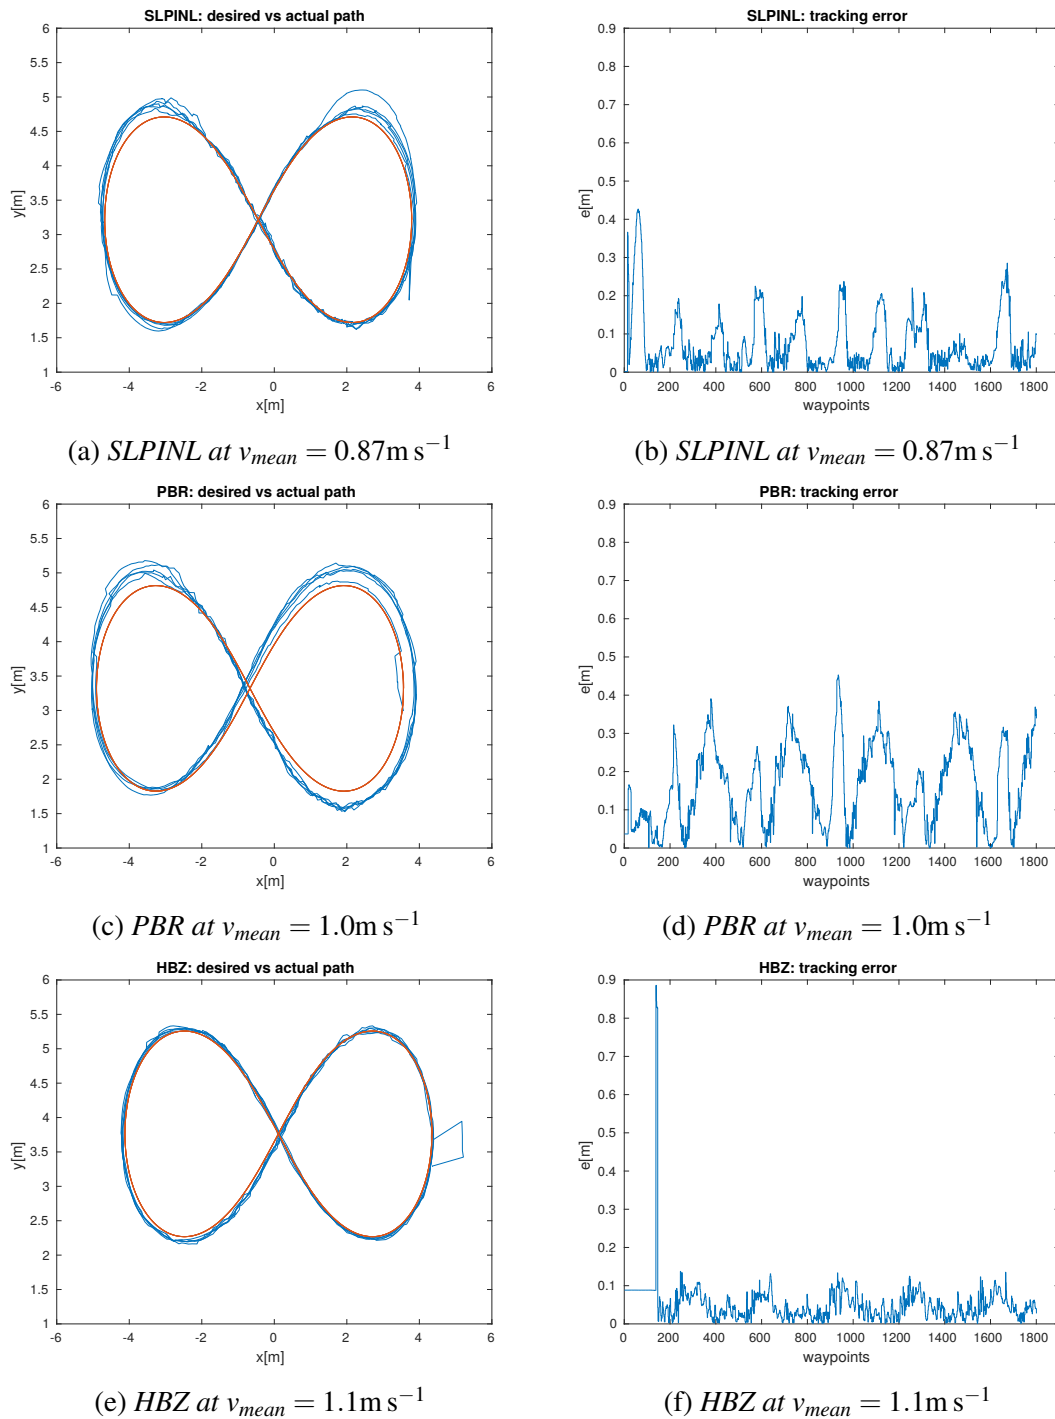 SLPINL: desired vs actual path
SLPINL: tracking error
6
5.5
5
4.5
4
3.5
3
2.5
2
1.5
1
y[m]
-6 -4 -2 0 2 4 6
x[m]
0.9
0.8
0.7
0.6
0.5
0.4
0.3
0.2
0.1
0
e[m]
0 200 400 600 800 1000 1200 1400 1600 1800
waypoints
(a) SLPINL at v_mean = 0.87m s⁻¹
(b) SLPINL at v_mean = 0.87m s⁻¹
PBR: desired vs actual path
PBR: tracking error
6
5.5
5
4.5
4
3.5
3
2.5
2
1.5
1
y[m]
-6 -4 -2 0 2 4 6
x[m]
0.9
0.8
0.7
0.6
0.5
0.4
0.3
0.2
0.1
0
e[m]
0 200 400 600 800 1000 1200 1400 1600 1800
waypoints
(c) PBR at v_mean = 1.0m s⁻¹
(d) PBR at v_mean = 1.0m s⁻¹
HBZ: desired vs actual path
HBZ: tracking error
6
5.5
5
4.5
4
3.5
3
2.5
2
1.5
1
y[m]
-6 -4 -2 0 2 4 6
x[m]
0.9
0.8
0.7
0.6
0.5
0.4
0.3
0.2
0.1
0
e[m]
0 200 400 600 800 1000 1200 1400 1600 1800
waypoints
(e) HBZ at v_mean = 1.1m s⁻¹
(f) HBZ at v_mean = 1.1m s⁻¹